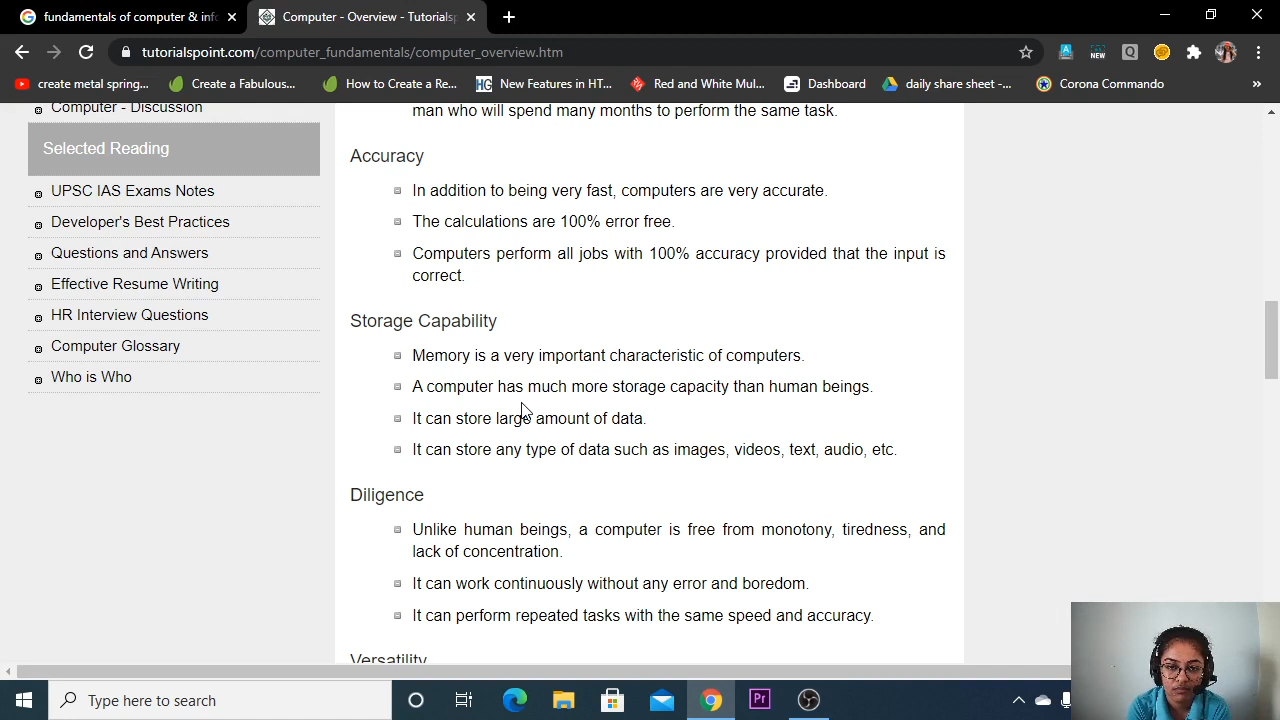 fundamentals of computer & inf
Computer - Overview - Tutorialsp
tutorialspoint.com/computer_fundamentals/computer_overview.htm
NEW
create metal spring...
Create a Fabulous...
How to Create a Re...
HG New Features in HT...
Red and White Mul...
Dashboard
daily share sheet -...
Corona Commando
»
Computer - Discussion
Selected Reading
UPSC IAS Exams Notes
Developer's Best Practices
Questions and Answers
Effective Resume Writing
HR Interview Questions
Computer Glossary
Who is Who
man who will spend many months to perform the same task.
Accuracy
In addition to being very fast, computers are very accurate.
The calculations are 100% error free.
Computers perform all jobs with 100% accuracy provided that the input is
correct.
Storage Capability
Memory is a very important characteristic of computers.
A computer has much more storage capacity than human beings.
It can store large amount of data.
It can store any type of data such as images, videos, text, audio, etc.
Diligence
Unlike human beings, a computer is free from monotony, tiredness, and
lack of concentration.
It can work continuously without any error and boredom.
It can perform repeated tasks with the same speed and accuracy.
Versatility
Type here to search
Pr